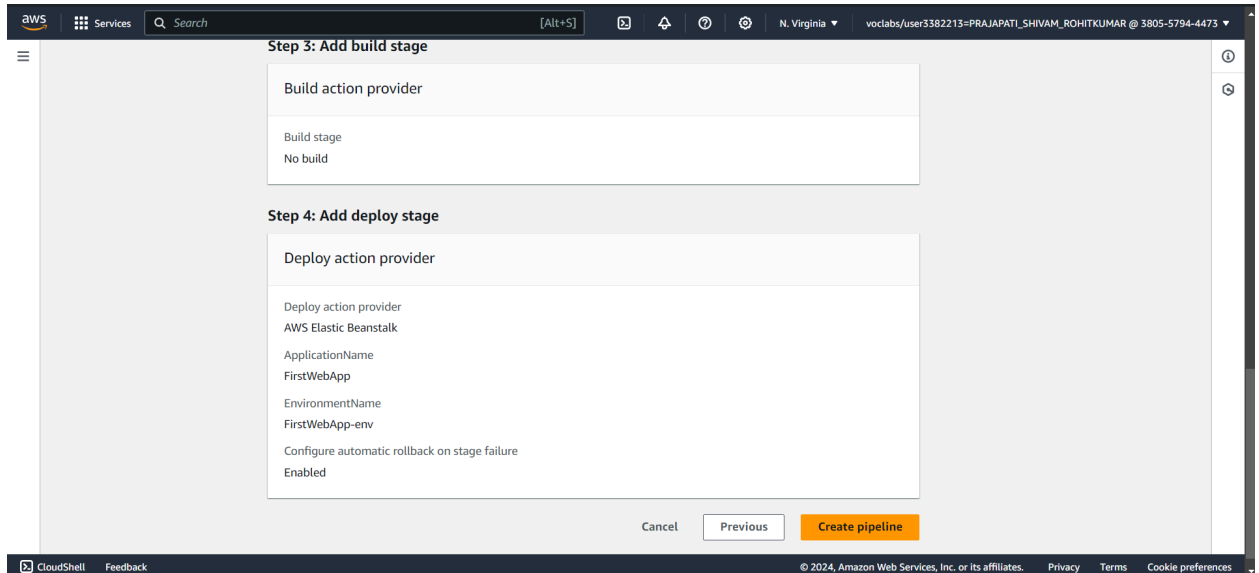 aws
Services
Search
[Alt+S]
N. Virginia
voclabs/user3382213=PRAJAPATI_SHIVAM_ROHITKUMAR @ 3805-5794-4473
Step 3: Add build stage
Build action provider
Build stage
No build
Step 4: Add deploy stage
Deploy action provider
Deploy action provider
AWS Elastic Beanstalk
ApplicationName
FirstWebApp
EnvironmentName
FirstWebApp-env
Configure automatic rollback on stage failure
Enabled
Cancel
Previous
Create pipeline
CloudShell
Feedback
© 2024, Amazon Web Services, Inc. or its affiliates.
Privacy
Terms
Cookie preferences